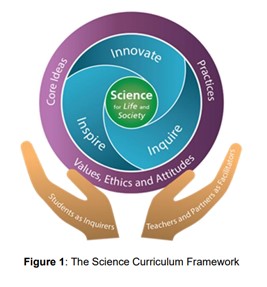 Core Ideas
Practices
Values, Ethics and Attitudes
Innovate
Inspire
Inquire
Science
for Life and
Society
Students as Inquirers
Teachers and Partners as Facilitators
Figure 1: The Science Curriculum Framework